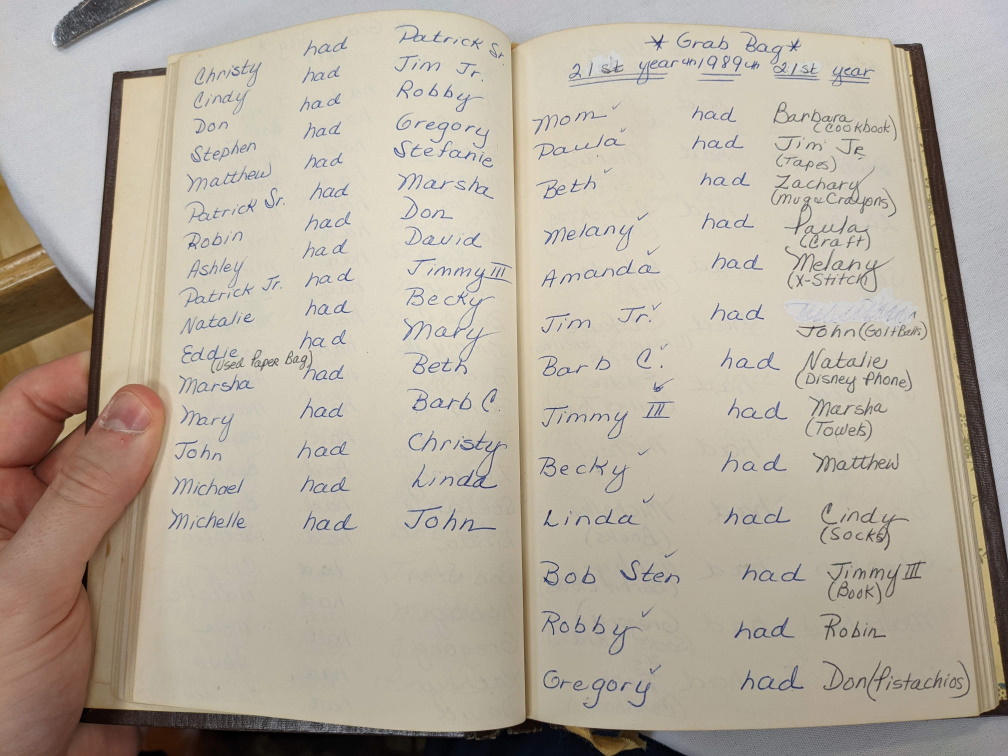 Christy had Patrick Sr.
Cindy had Jim Jr.
Don had Robby
Stephen had Gregory
Matthew had Stefanie
Patrick Sr. had Marsha
Robin had Don
Ashley had David
Patrick Jr. had Jimmy III
Natalie had Becky
Eddie had Mary
(Used Paper Bag)
Marsha had Beth
Mary had Barb C.
John had Christy
Michael had Linda
Michelle had John
* Grab Bag *
21st year " 1989 " 21st year
Mom ✓ had Barbara
(Cookbook)
Paula ✓ had Jim Jr.
(Tapes)
Beth ✓ had Zachary
(Mug & Crayons)
Melany ✓ had Paula
(Craft)
Amanda ✓ had Melany
(X-Stitch)
Jim Jr. ✓ had
John (Golf Balls)
Barb C. ✓ had Natalie
(Disney Phone)
Jimmy III ✓ had Marsha
(Towels)
Becky ✓ had Matthew
Linda ✓ had Cindy
(Socks)
Bob Sten ✓ had Jimmy III
(Book)
Robby ✓ had Robin
Gregory ✓ had Don (Pistachios)